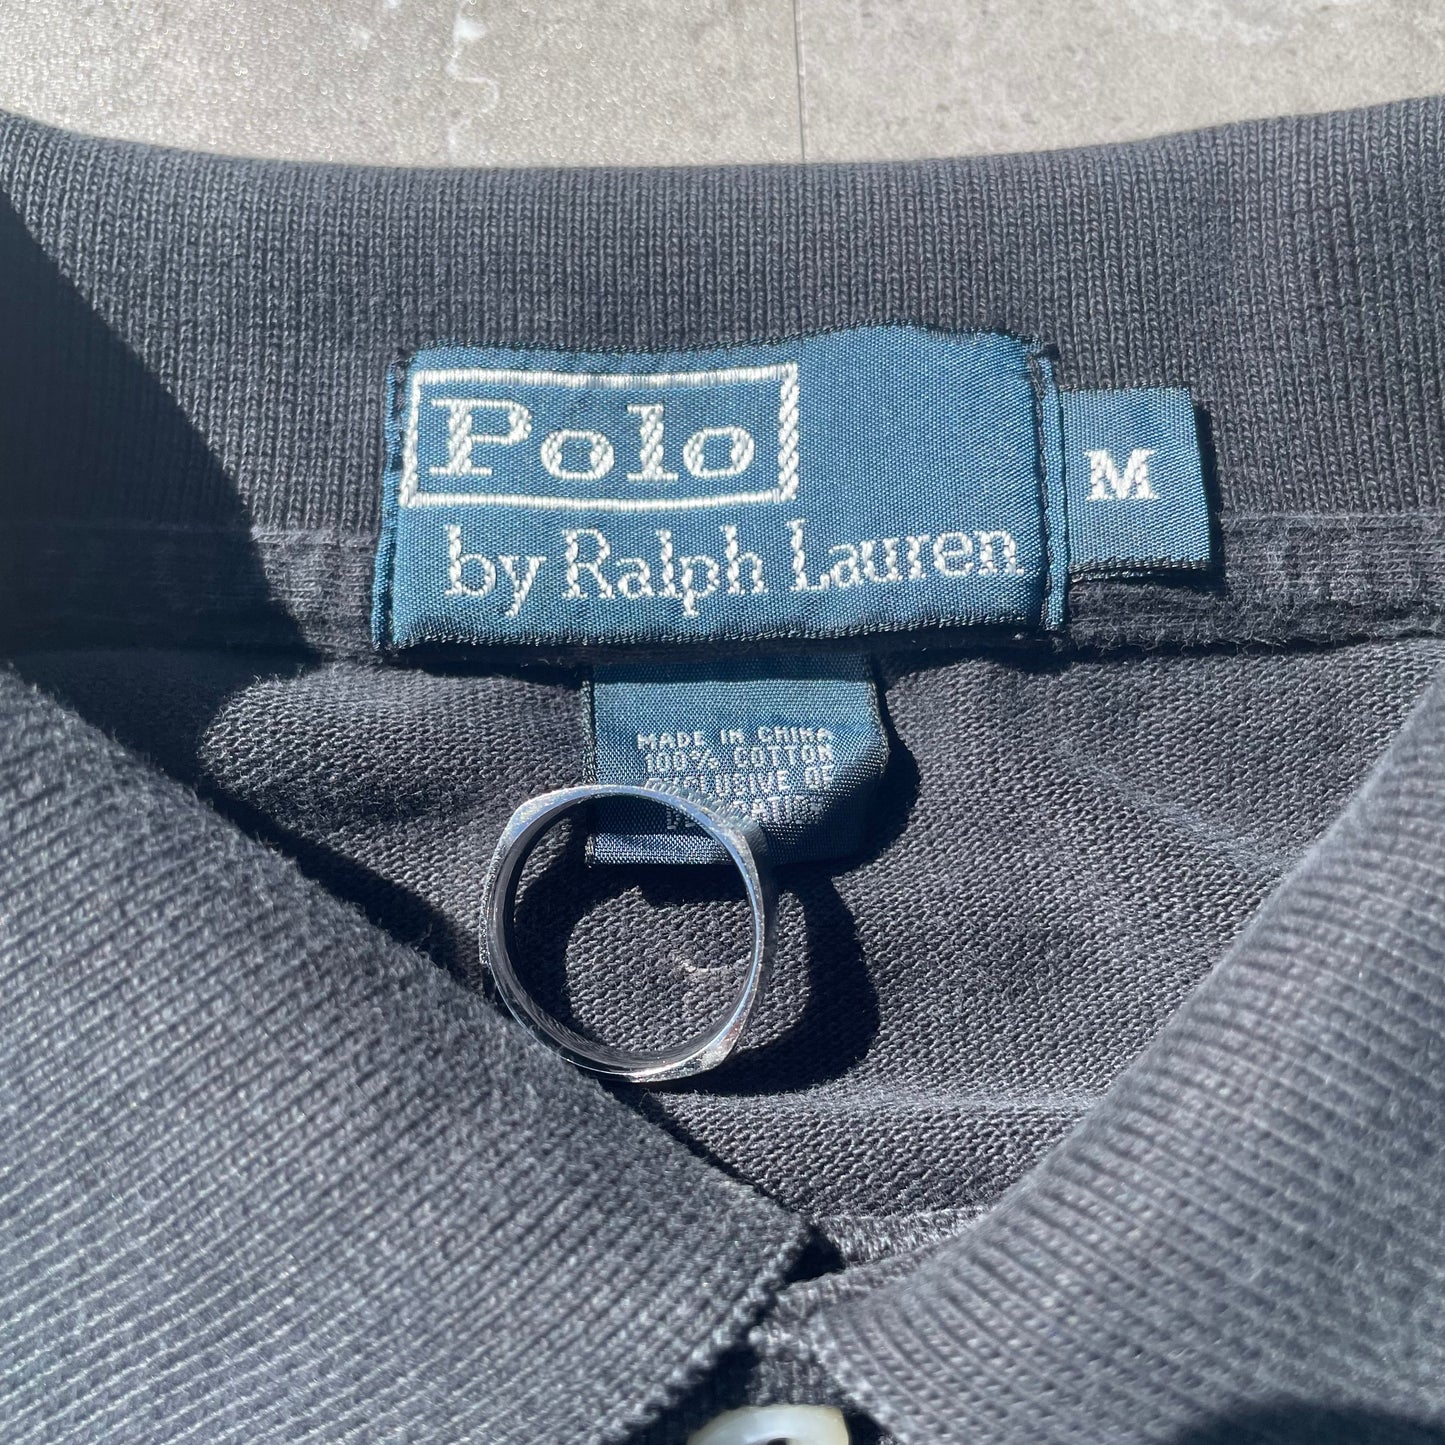 Polo
by Ralph Lauren
M
MADE IN CHINA
100% COTTON
EXCLUSIVE OF